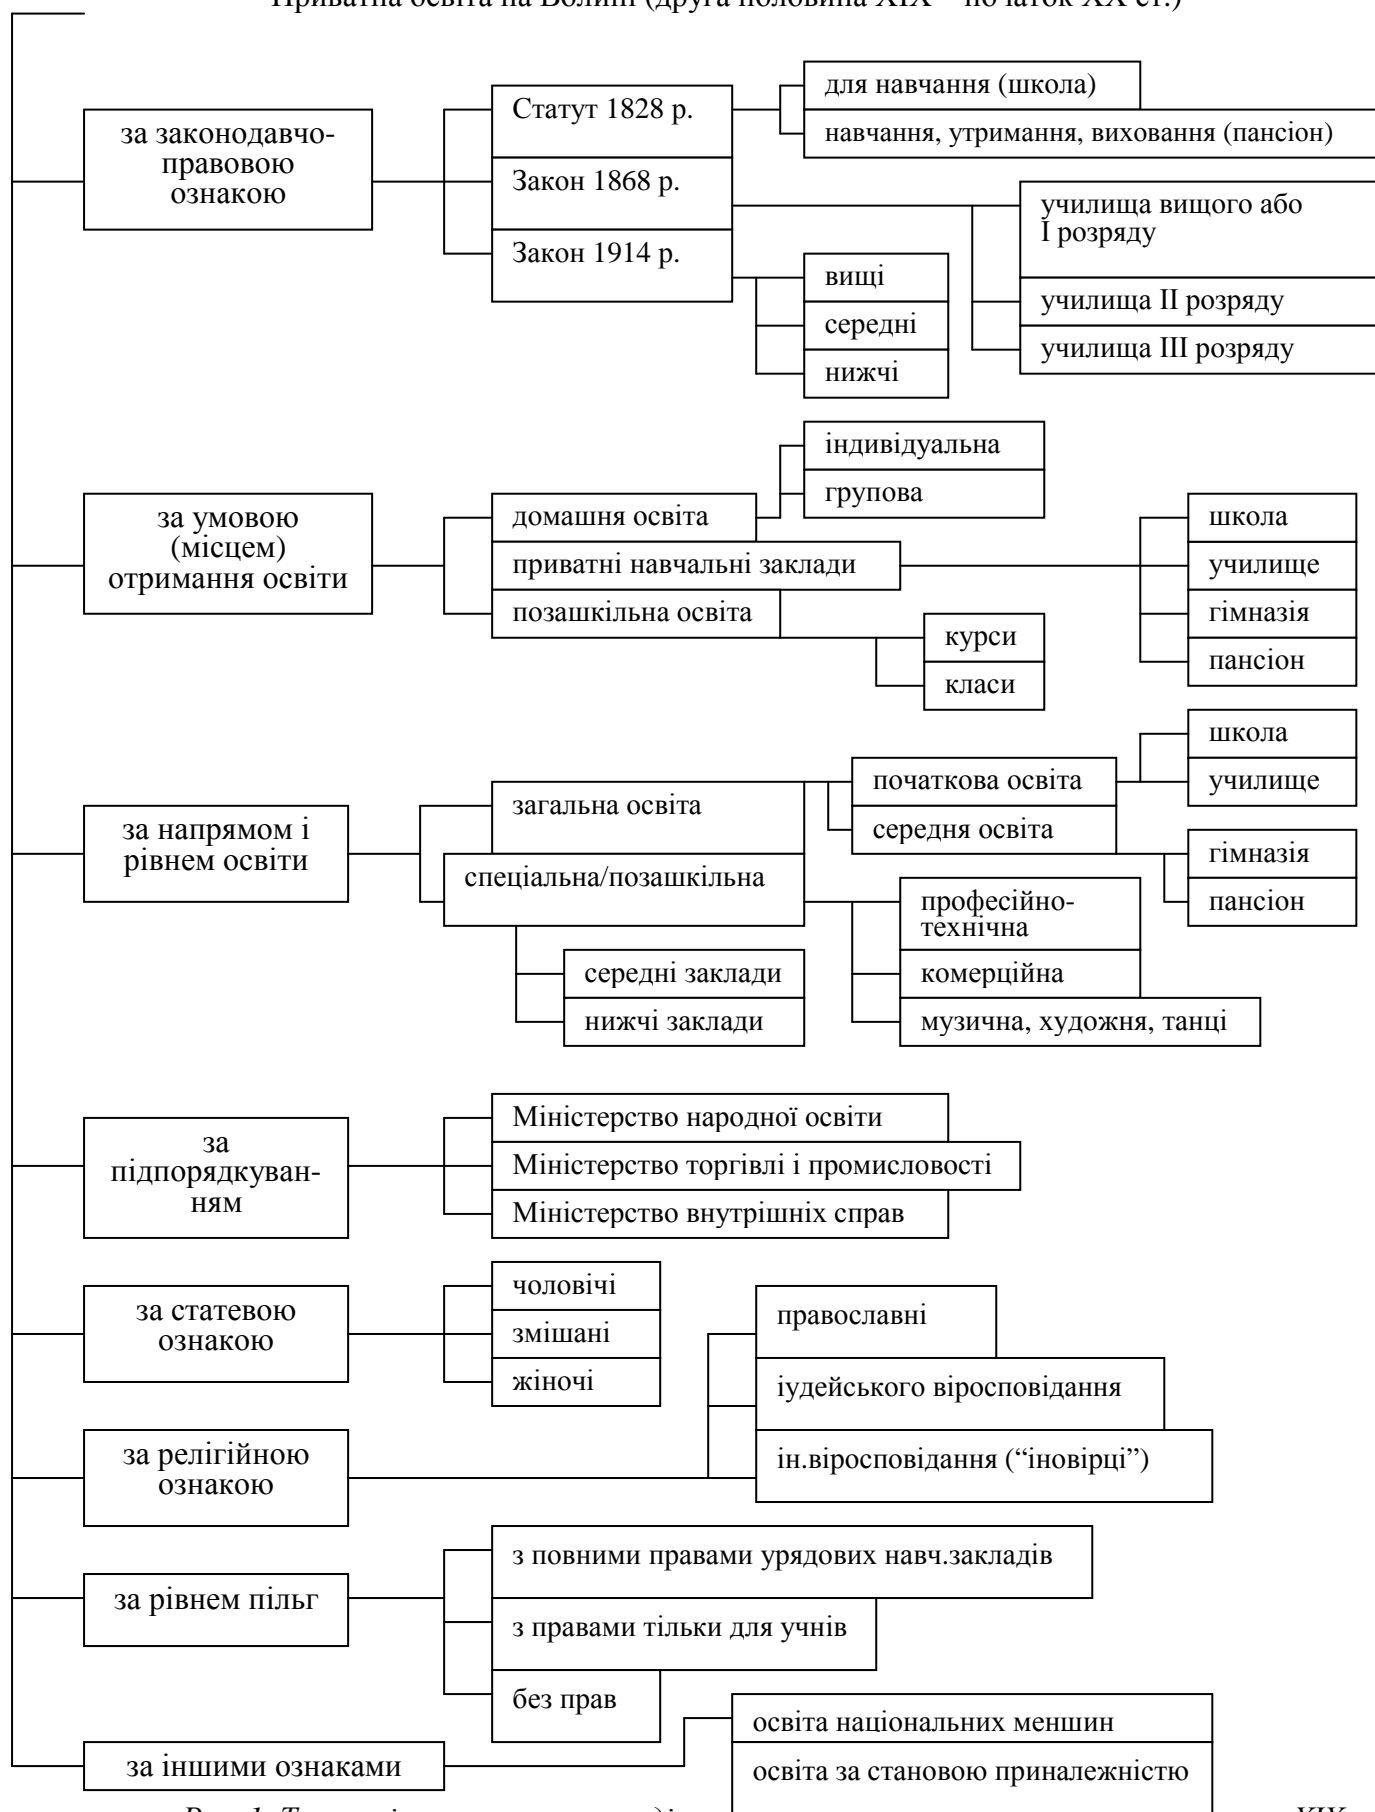 Приватна освіта на Волині (друга половина XIX – початок XX ст.)
за законодавчо-
правовою
ознакою
Статут 1828 р.
Закон 1868 р.
Закон 1914 р.
для навчання (школа)
навчання, утримання, виховання (пансіон)
училища вищого або
І розряду
училища ІІ розряду
училища ІІІ розряду
вищі
середні
нижчі
за умовою
(місцем)
отримання освіти
домашня освіта
приватні навчальні заклади
позашкільна освіта
індивідуальна
групова
школа
училище
гімназія
пансіон
курси
класи
за напрямом і
рівнем освіти
загальна освіта
спеціальна/позашкільна
початкова освіта
середня освіта
школа
училище
гімназія
пансіон
професійно-
технічна
комерційна
музична, художня, танці
середні заклади
нижчі заклади
за
підпорядкуван-
ням
Міністерство народної освіти
Міністерство торгівлі і промисловості
Міністерство внутрішніх справ
за статевою
ознакою
чоловічі
змішані
жіночі
за релігійною
ознакою
православні
іудейського віросповідання
ін.віросповідання (“іновірці”)
за рівнем пільг
з повними правами урядових навч.закладів
з правами тільки для учнів
без прав
за іншими ознаками
освіта національних меншин
освіта за становою приналежністю
XIX